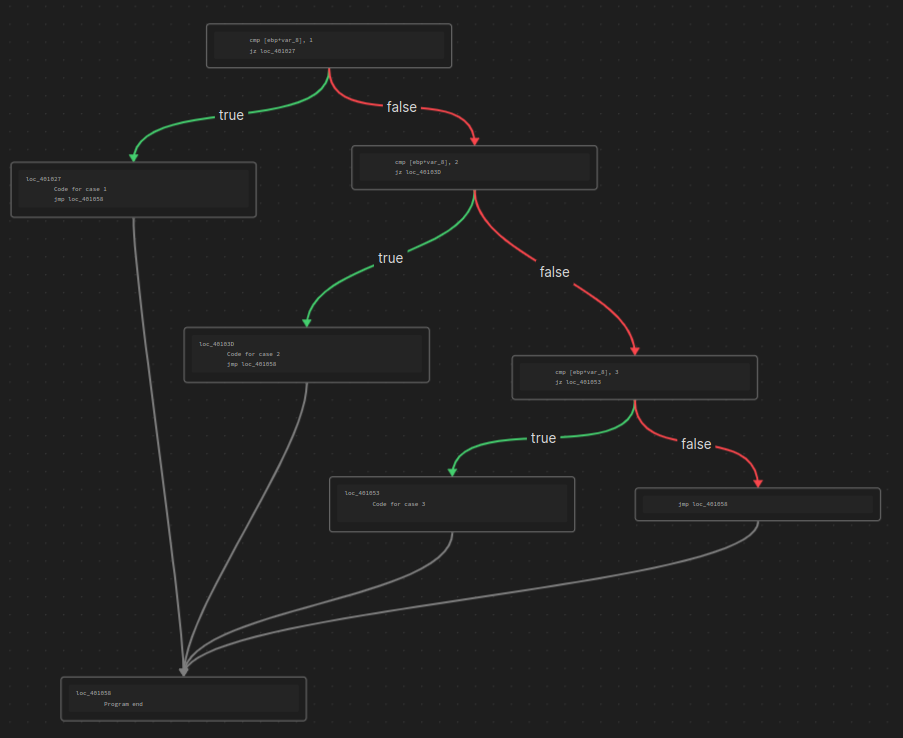 cmp [ebp+var_8], 1
jz loc_401027
true
false
cmp [ebp+var_8], 2
jz loc_40103D
loc_401027
Code for case 1
jmp loc_401058
true
false
loc_40103D
Code for case 2
jmp loc_401058
cmp [ebp+var_8], 3
jz loc_401053
true
false
loc_401053
Code for case 3
jmp loc_401058
loc_401058
Program end